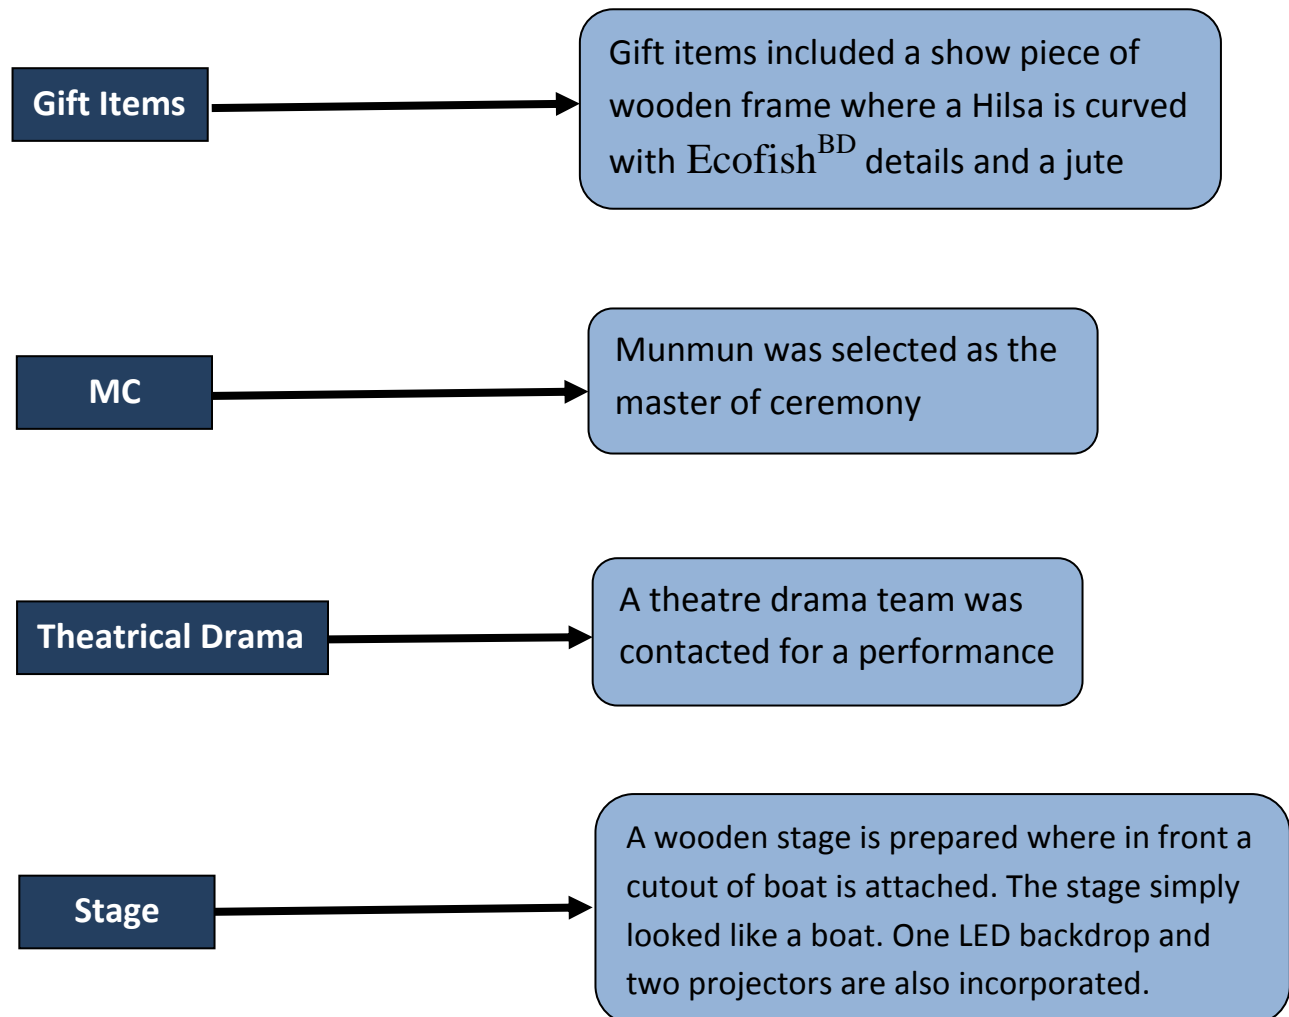 Gift Items
Gift items included a show piece of
wooden frame where a Hilsa is curved
with Ecofish^BD details and a jute
MC
Munmun was selected as the
master of ceremony
Theatrical Drama
A theatre drama team was
contacted for a performance
Stage
A wooden stage is prepared where in front a
cutout of boat is attached. The stage simply
looked like a boat. One LED backdrop and
two projectors are also incorporated.